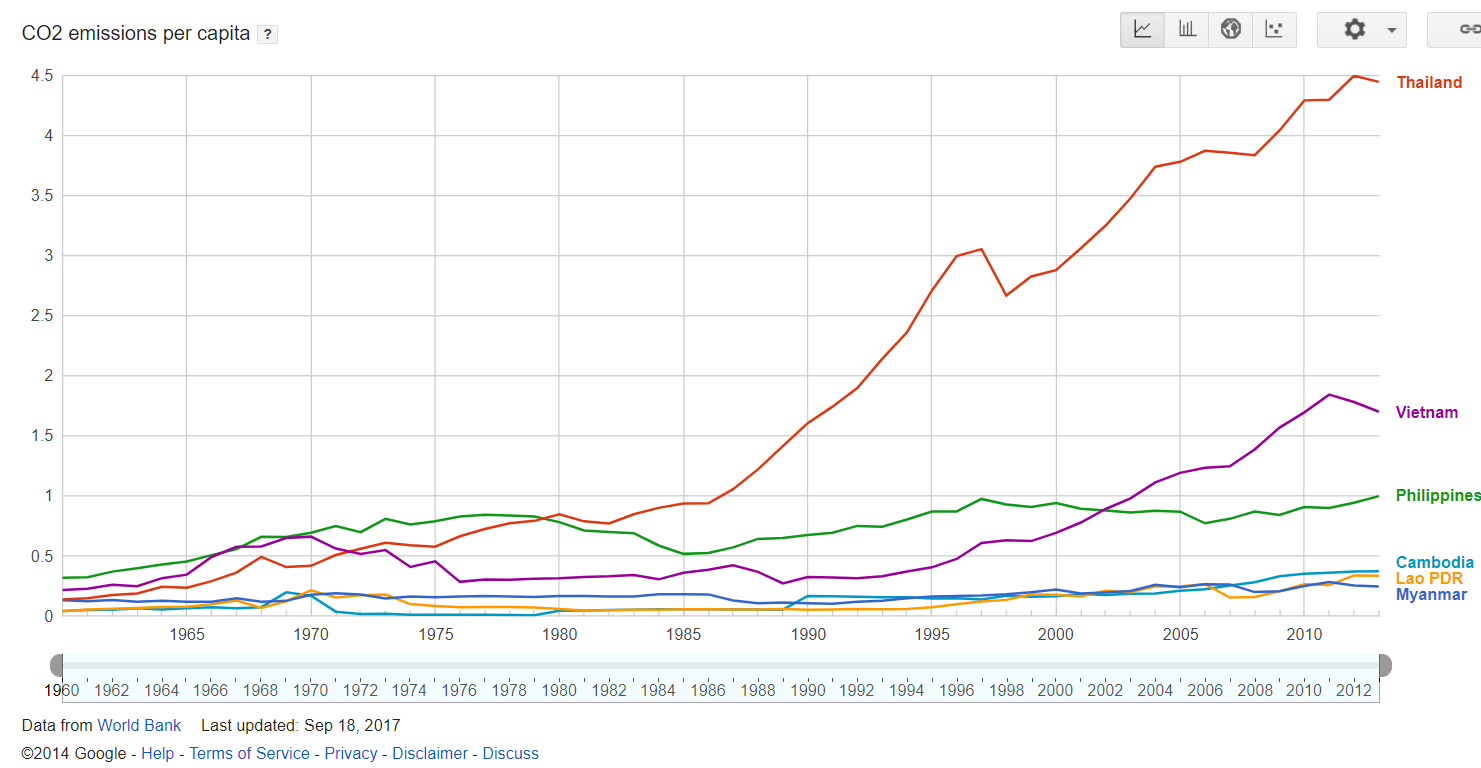 CO2 emissions per capita ?
4.5
Thailand
4
3.5
3
2.5
2
Vietnam
1.5
1
Philippines
0.5
Cambodia
Lao PDR
Myanmar
0
1965 1970 1975 1980 1985 1990 1995 2000 2005 2010
1960 1962 1964 1966 1968 1970 1972 1974 1976 1978 1980 1982 1984 1986 1988 1990 1992 1994 1996 1998 2000 2002 2004 2006 2008 2010 2012
Data from World Bank Last updated: Sep 18, 2017
©2014 Google - Help - Terms of Service - Privacy - Disclaimer - Discuss